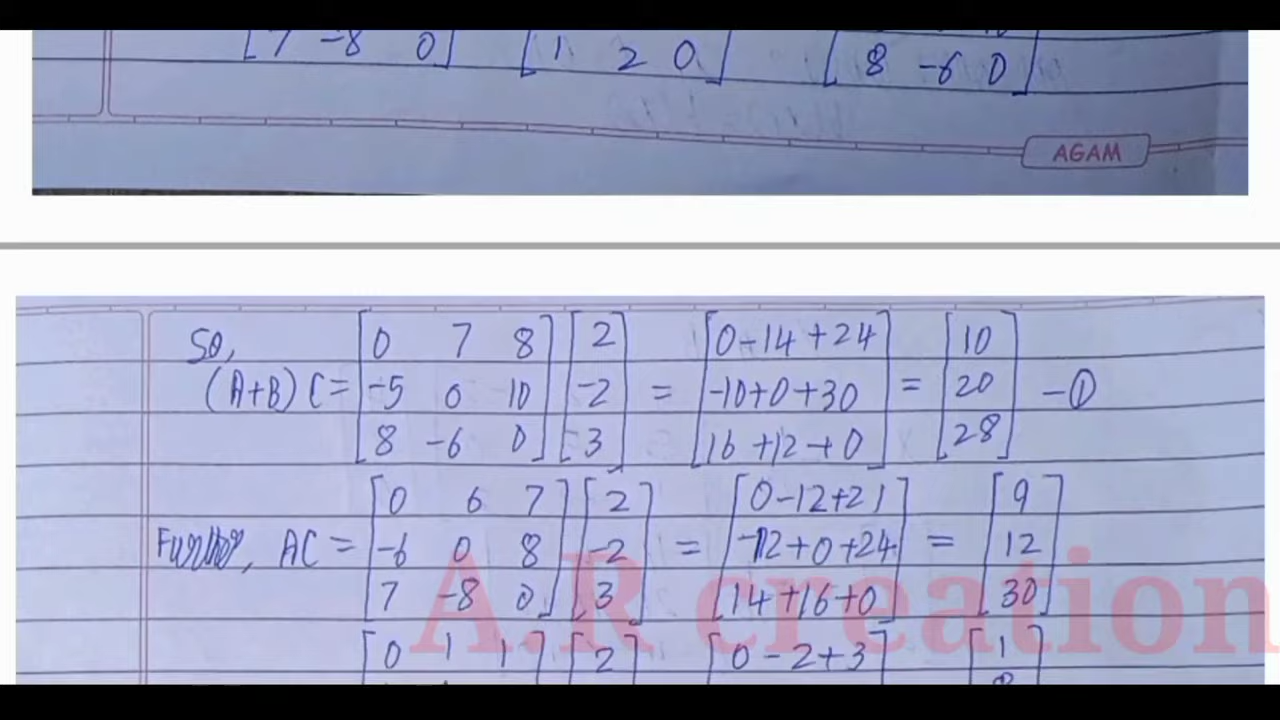 [7 -8 0] [1 2 0] [8 -6 0]
AGAM
So,
(A+B) C = [0 7 8; -5 0 10; 8 -6 0] [2; -2; 3] = [0-14+24; -10+0+30; 16+12+0] = [10; 20; 28] -①
Further, AC = [0 6 7; -6 0 8; 7 -8 0] [2; -2; 3] = [0-12+21; -12+0+24; 14+16+0] = [9; 12; 30]
A.R creation
[0 1 1] [2] [0-2+3] [1]